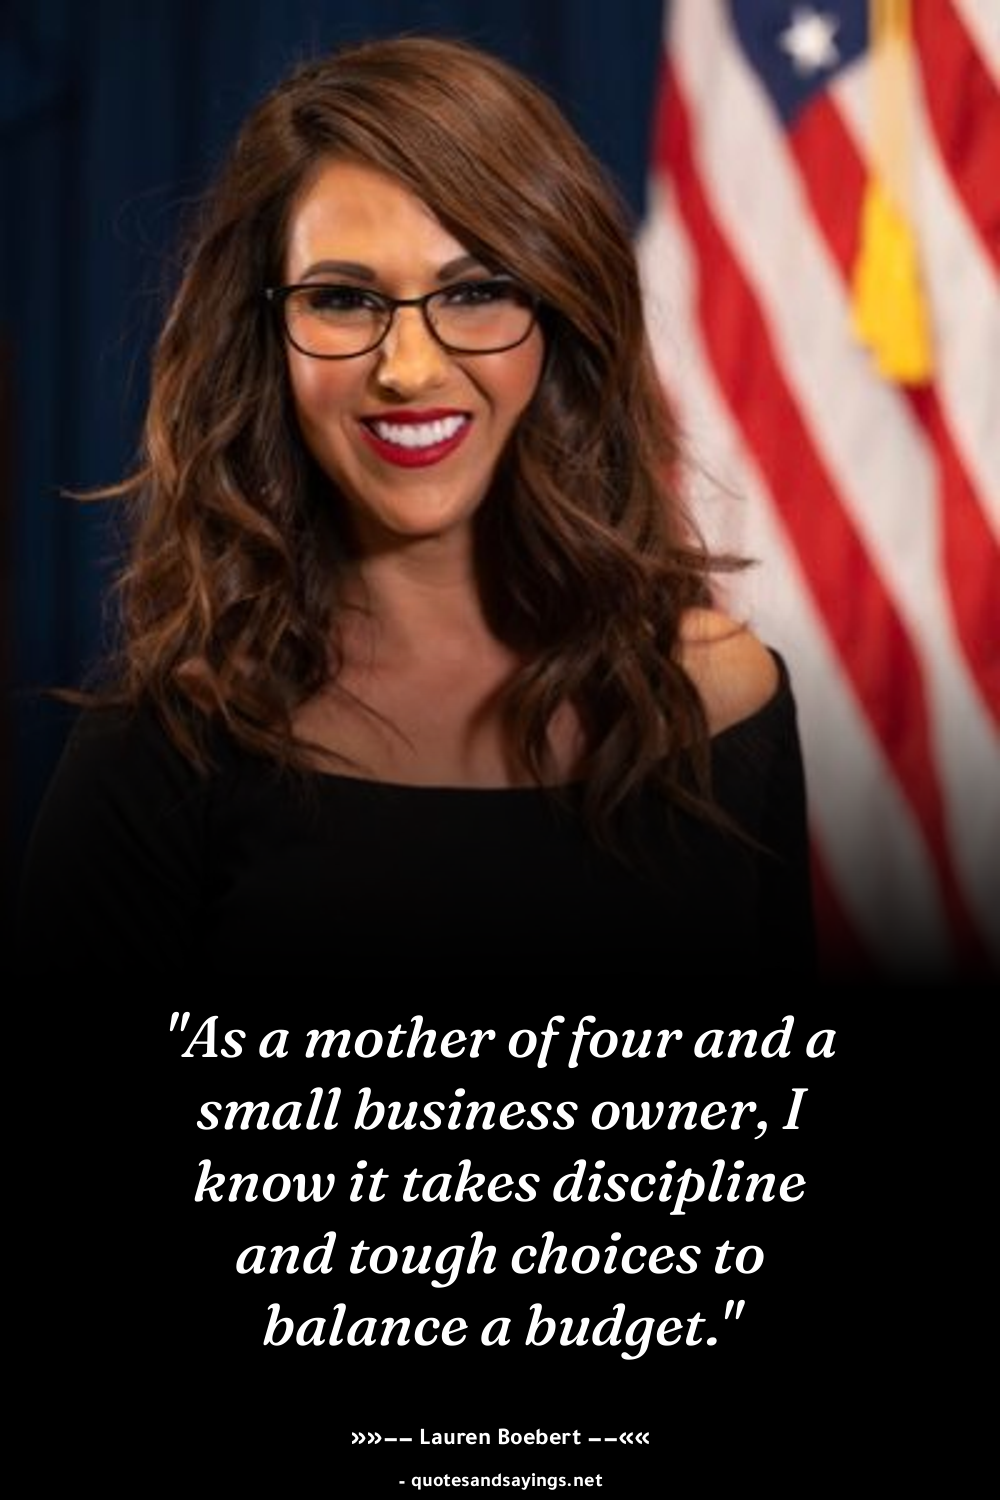 "As a mother of four and a
small business owner, I
know it takes discipline
and tough choices to
balance a budget."
»»−− Lauren Boebert −−««
- quotesandsayings.net